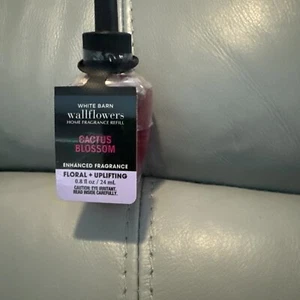 WHITE BARN
wallflowers
HOME FRAGRANCE REFILL
CACTUS
BLOSSOM
ENHANCED FRAGRANCE
FLORAL + UPLIFTING
0.8 fl oz / 24 mL
CAUTION: EYE IRRITANT.
READ INSIDE CAREFULLY.